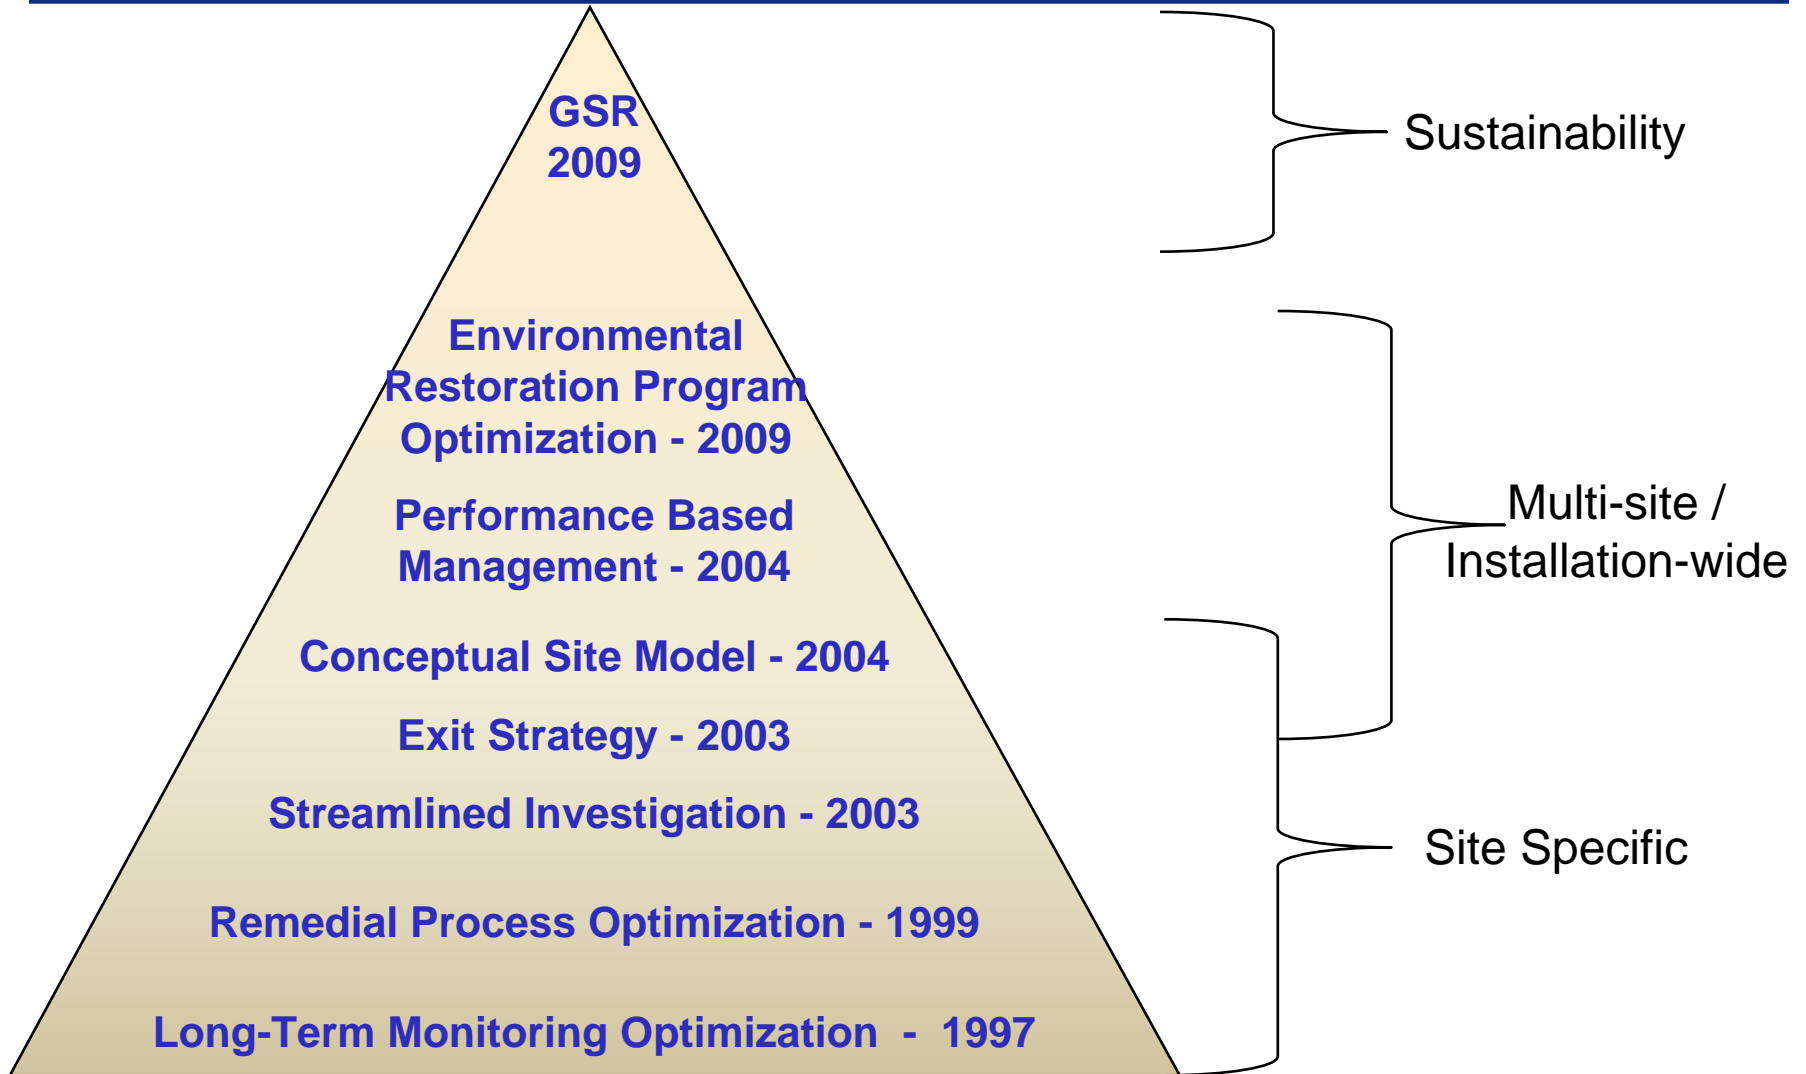 GSR
2009
Sustainability
Environmental
Restoration Program
Optimization - 2009
Performance Based
Management - 2004
Multi-site /
Installation-wide
Conceptual Site Model - 2004
Exit Strategy - 2003
Streamlined Investigation - 2003
Site Specific
Remedial Process Optimization - 1999
Long-Term Monitoring Optimization - 1997